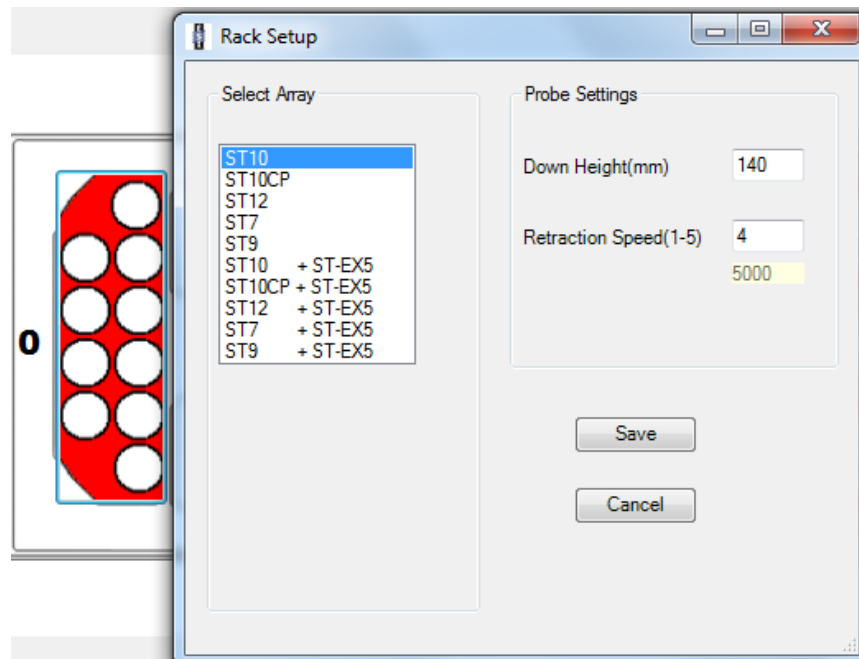 Rack Setup
Select Array
ST10
ST10CP
ST12
ST7
ST9
ST10 + ST-EX5
ST10CP + ST-EX5
ST12 + ST-EX5
ST7 + ST-EX5
ST9 + ST-EX5
Probe Settings
Down Height(mm) 140
Retraction Speed(1-5) 4
5000
Save
Cancel
0